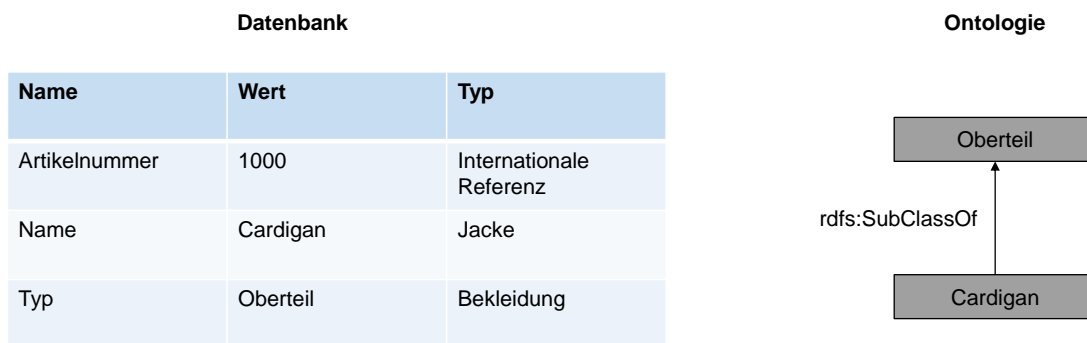 Datenbank
Ontologie
Name Wert Typ
Artikelnummer 1000 Internationale
Referenz
Name Cardigan Jacke
Typ Oberteil Bekleidung
Oberteil
rdfs:SubClassOf
Cardigan